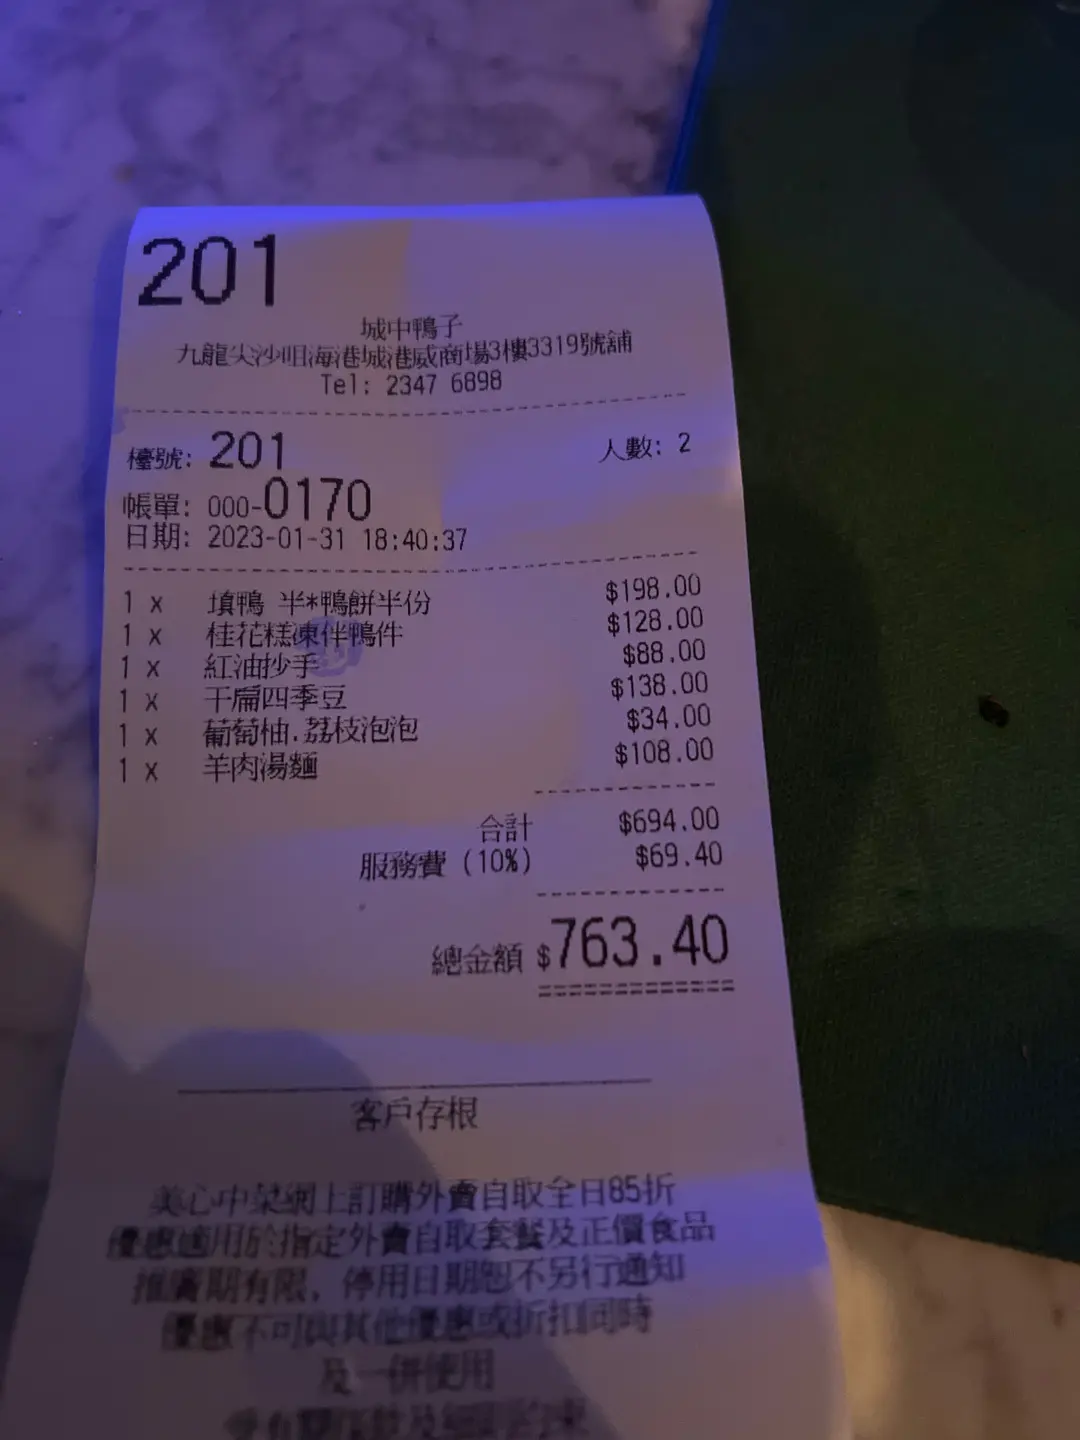 201
城中鴨子
九龍尖沙咀海港城港威商場3樓3319號舖
Tel: 2347 6898
檯號: 201 人數: 2
帳單: 000-0170
日期: 2023-01-31 18:40:37
1 x 填鴨 半*鴨餅半份 $198.00
1 x 桂花糕凍伴鴨件 $128.00
1 x 紅油抄手 $88.00
1 x 干扁四季豆 $138.00
1 x 葡萄柚.荔枝泡泡 $34.00
1 x 羊肉湯麵 $108.00
合計 $694.00
服務費 (10%) $69.40
總金額 $763.40
客戶存根
美心中菜網上訂購外賣自取全日85折
優惠適用於指定外賣自取套餐及正價食品
推廣期有限, 停用日期恕不另行通知
優惠不可與其他優惠或折扣同時
及一併使用